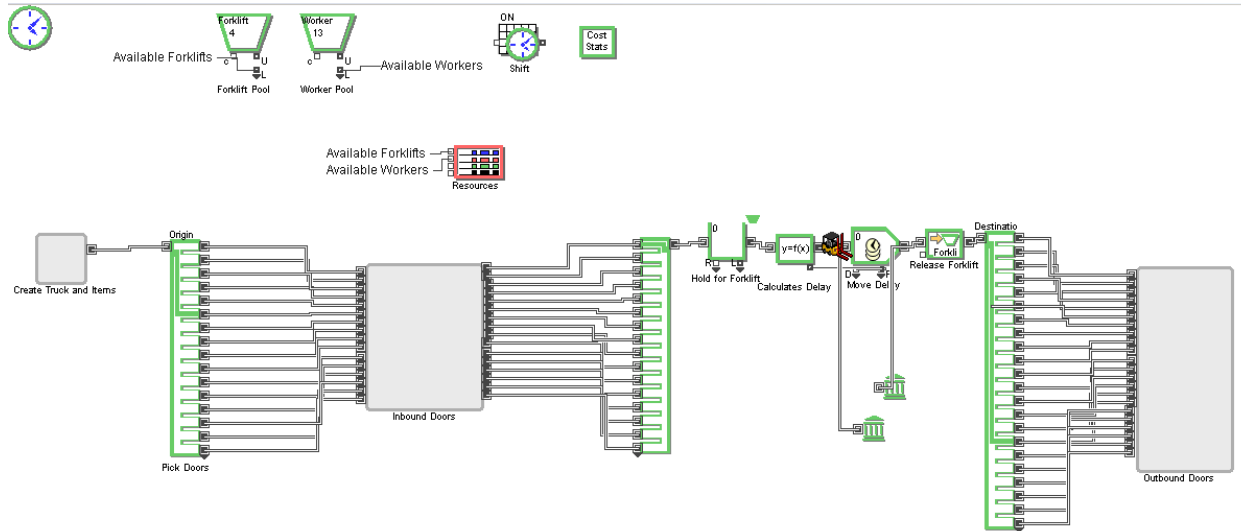 Forklift
4
c
U
L
Forklift Pool
Available Forklifts
Worker
13
c
U
L
Worker Pool
Available Workers
ON
Shift
Cost
Stats
Available Forklifts
Available Workers
Resources
Create Truck and Items
Origin
Pick Doors
Inbound Doors
0
R
L
Hold for Forklift
y=f(x)
Calculates Delay
0
D
F
Move Delay
Forkli
Release Forklift
Destinatio
Outbound Doors